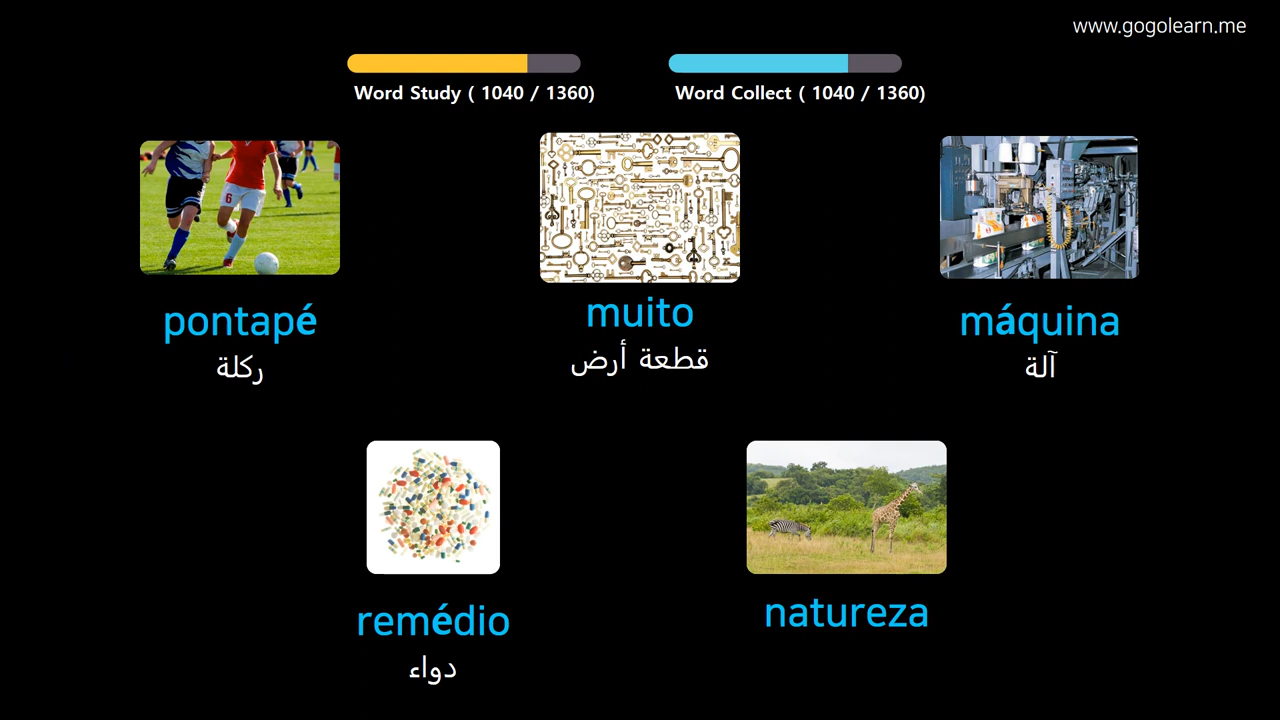 www.gogolearn.me
Word Study ( 1040 / 1360)
Word Collect ( 1040 / 1360)
pontapé
ركلة
muito
قطعة أرض
máquina
آلة
remédio
دواء
natureza